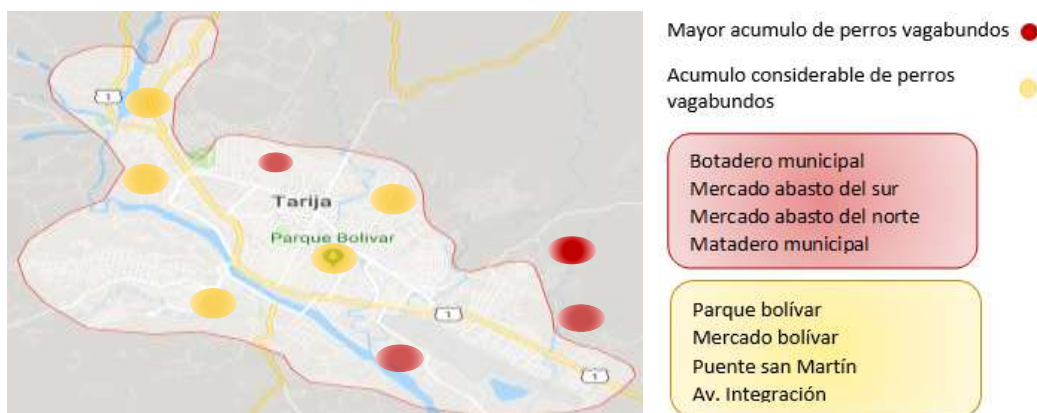 1
Tarija
Parque Bolivar
1
1
Mayor acumulo de perros vagabundos
Acumulo considerable de perros
vagabundos
Botadero municipal
Mercado abasto del sur
Mercado abasto del norte
Matadero municipal
Parque bolívar
Mercado bolívar
Puente san Martín
Av. Integración